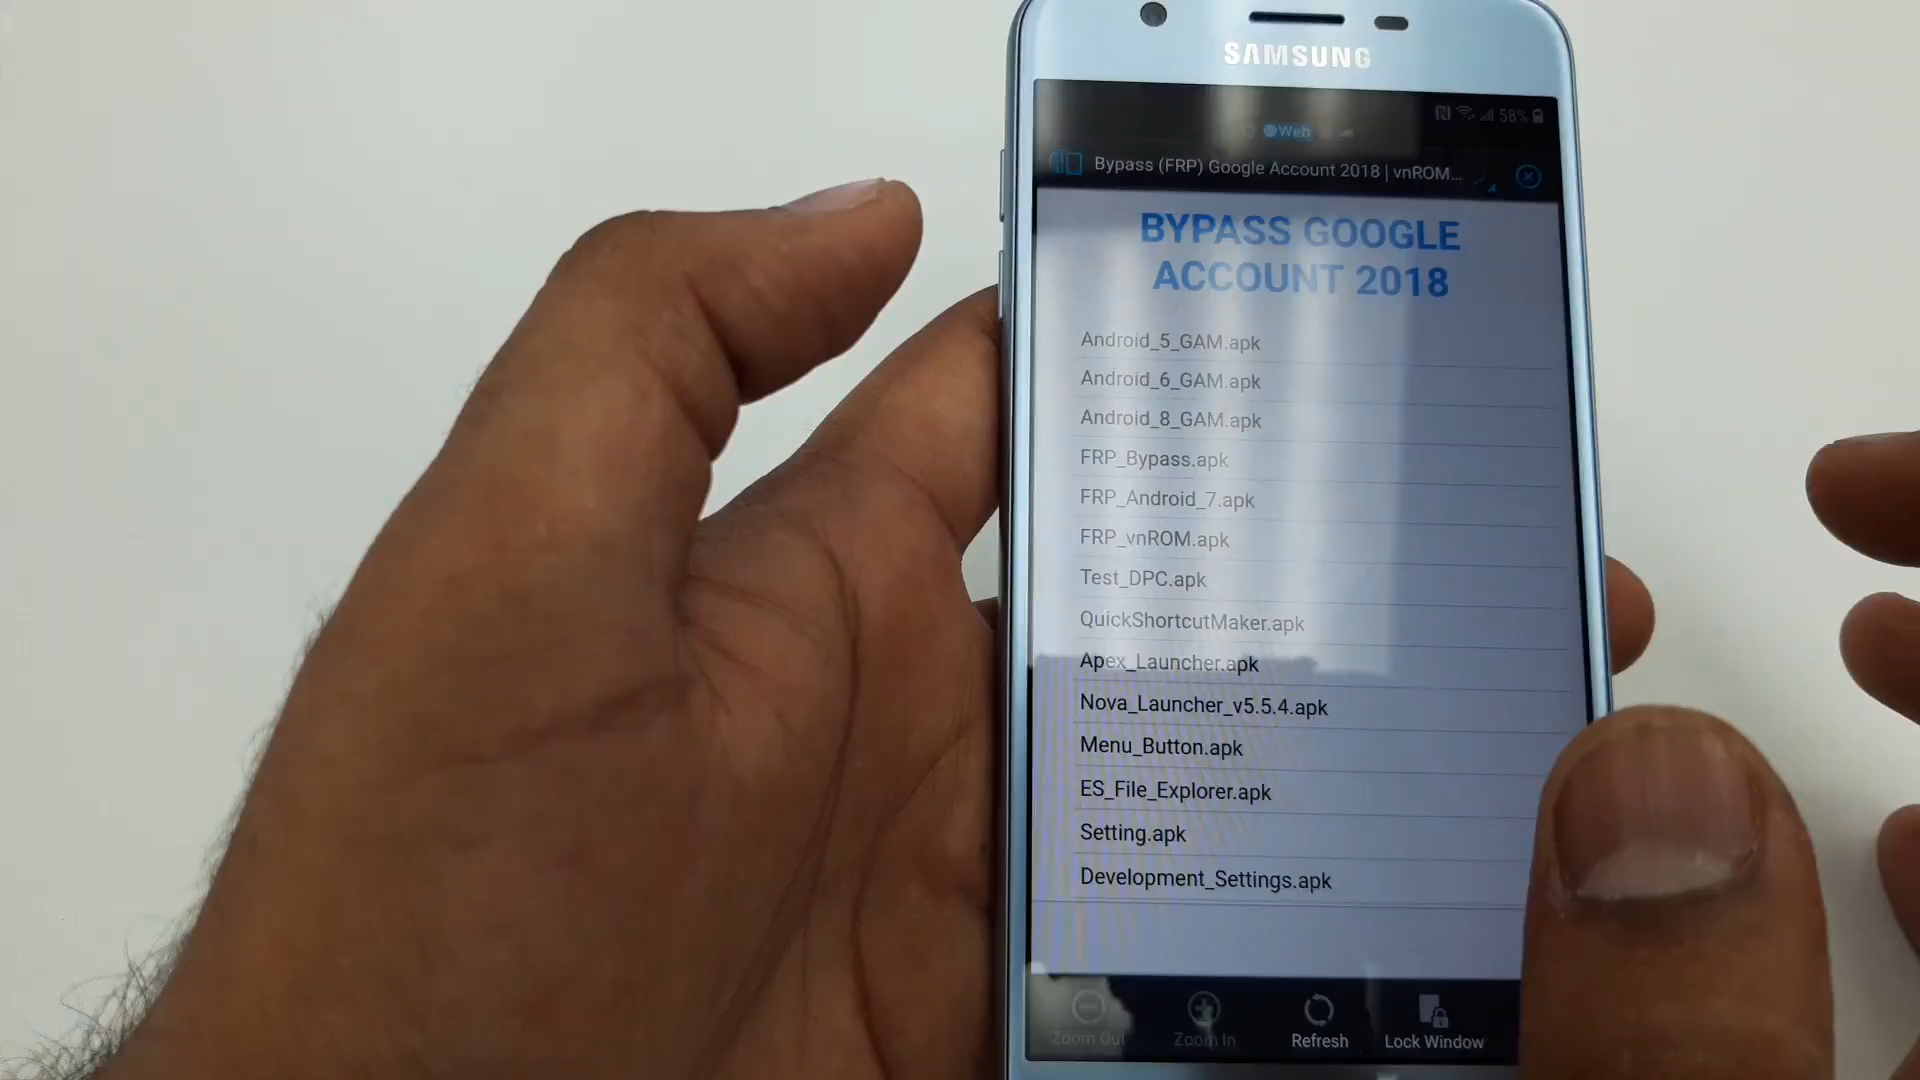 SAMSUNG
58%
Web
Bypass (FRP) Google Account 2018 | vnROM...
BYPASS GOOGLE
ACCOUNT 2018
Android_5_GAM.apk
Android_6_GAM.apk
Android_8_GAM.apk
FRP_Bypass.apk
FRP_Android_7.apk
FRP_vnROM.apk
Test_DPC.apk
QuickShortcutMaker.apk
Apex_Launcher.apk
Nova_Launcher_v5.5.4.apk
Menu_Button.apk
ES_File_Explorer.apk
Setting.apk
Development_Settings.apk
Zoom Out Zoom In Refresh Lock Window